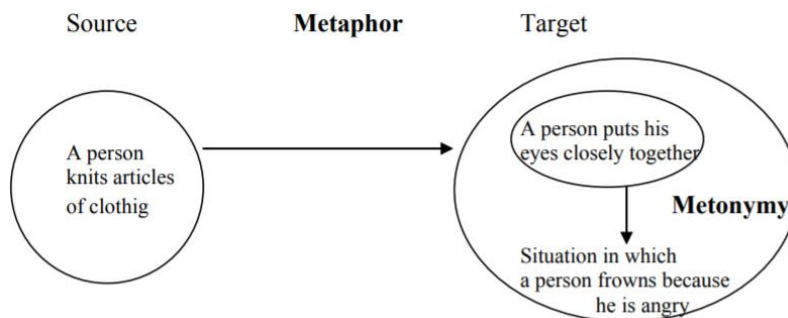 Source Metaphor Target
A person
knits articles
of clothig
A person puts his
eyes closely together
Metonymy
Situation in which
a person frowns because
he is angry